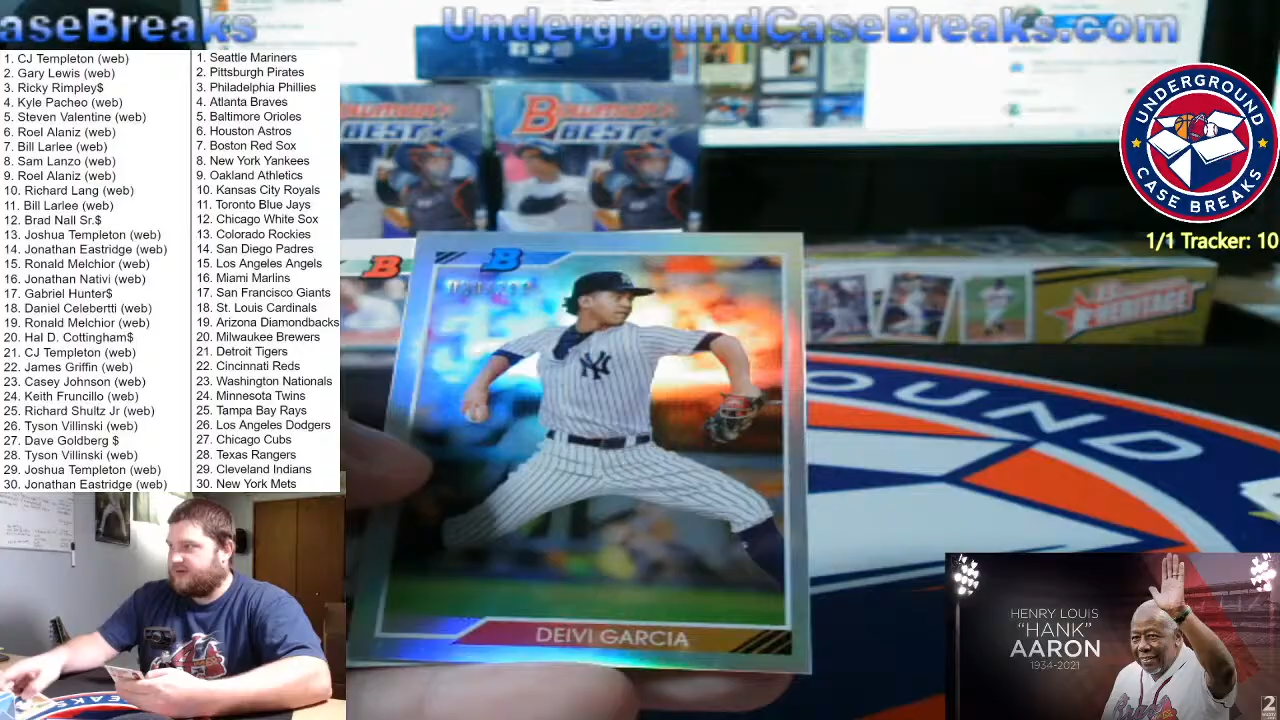 aseBreaks
UndergroundCaseBreaks.com
1. CJ Templeton (web)
2. Gary Lewis (web)
3. Ricky Rimpley$
4. Kyle Pacheo (web)
5. Steven Valentine (web)
6. Roel Alaniz (web)
7. Bill Larlee (web)
8. Sam Lanzo (web)
9. Roel Alaniz (web)
10. Richard Lang (web)
11. Bill Larlee (web)
12. Brad Nall Sr.$
13. Joshua Templeton (web)
14. Jonathan Eastridge (web)
15. Ronald Melchior (web)
16. Jonathan Nativi (web)
17. Gabriel Hunter$
18. Daniel Celebertti (web)
19. Ronald Melchior (web)
20. Hal D. Cottingham$
21. CJ Templeton (web)
22. James Griffin (web)
23. Casey Johnson (web)
24. Keith Fruncillo (web)
25. Richard Shultz Jr (web)
26. Tyson Villinski (web)
27. Dave Goldberg $
28. Tyson Villinski (web)
29. Joshua Templeton (web)
30. Jonathan Eastridge (web)
1. Seattle Mariners
2. Pittsburgh Pirates
3. Philadelphia Phillies
4. Atlanta Braves
5. Baltimore Orioles
6. Houston Astros
7. Boston Red Sox
8. New York Yankees
9. Oakland Athletics
10. Kansas City Royals
11. Toronto Blue Jays
12. Chicago White Sox
13. Colorado Rockies
14. San Diego Padres
15. Los Angeles Angels
16. Miami Marlins
17. San Francisco Giants
18. St. Louis Cardinals
19. Arizona Diamondbacks
20. Milwaukee Brewers
21. Detroit Tigers
22. Cincinnati Reds
23. Washington Nationals
24. Minnesota Twins
25. Tampa Bay Rays
26. Los Angeles Dodgers
27. Chicago Cubs
28. Texas Rangers
29. Cleveland Indians
30. New York Mets
BOWMAN'S
BEST
BOWMAN'S
BEST
UNDERGROUND
CASE BREAKS
1/1 Tracker: 10
HERITAGE
B
B
NY
DEIVI GARCIA
OUND
HENRY LOUIS
"HANK"
AARON
1934-2021
2